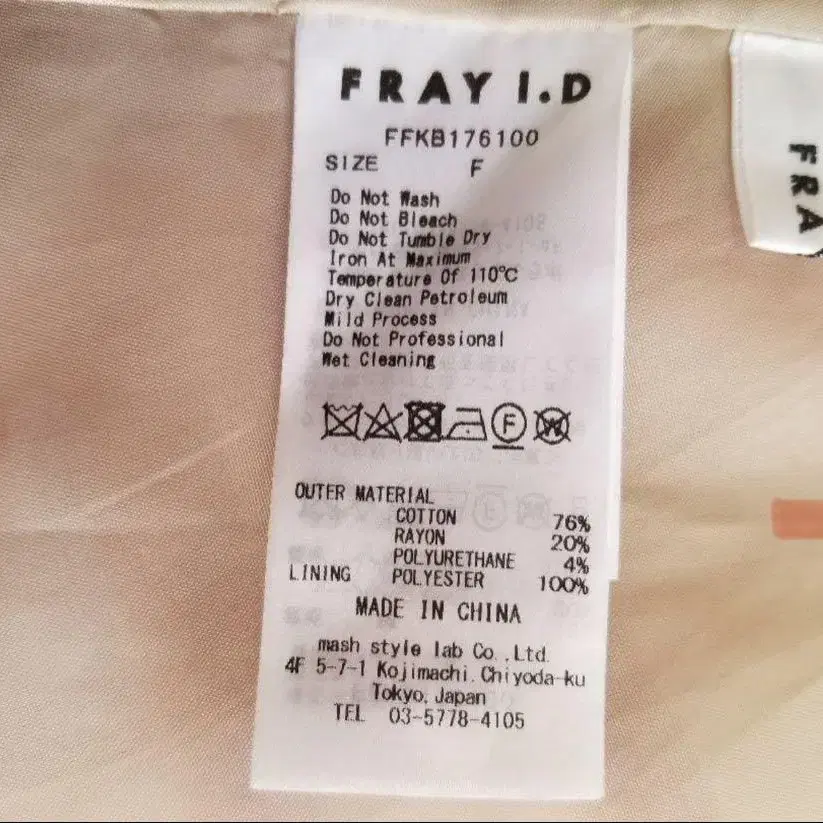 FRAY I.D
FFKB176100
SIZE F
Do Not Wash
Do Not Bleach
Do Not Tumble Dry
Iron At Maximum
Temperature Of 110℃
Dry Clean Petroleum
Mild Process
Do Not Professional
Wet Cleaning
F W
OUTER MATERIAL
COTTON 76%
RAYON 20%
POLYURETHANE 4%
LINING POLYESTER 100%
MADE IN CHINA
mash style lab Co.,Ltd.
4F 5-7-1 Kojimachi.Chiyoda-ku
Tokyo, Japan
TEL 03-5778-4105
FRA